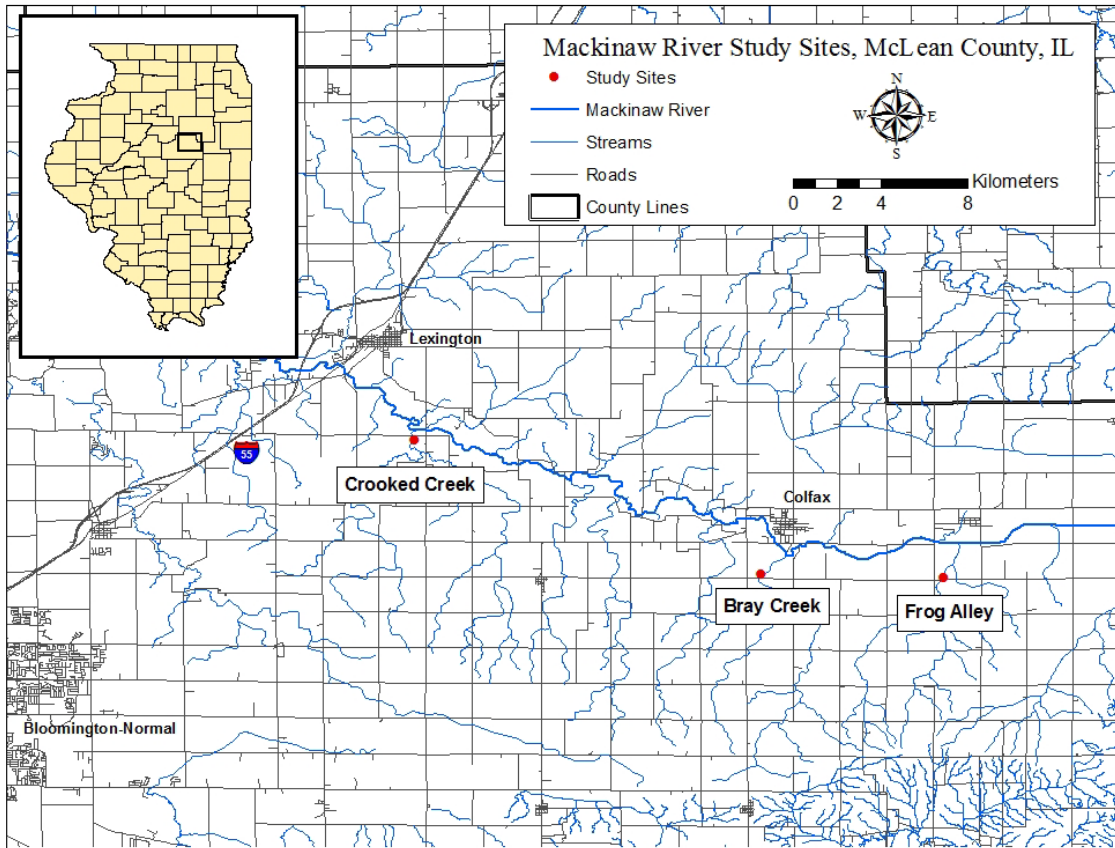 Mackinaw River Study Sites, McLean County, IL
Study Sites
Mackinaw River
Streams
Roads
County Lines
N
W E
S
Kilometers
0 2 4 8
Lexington
55
Crooked Creek
Colfax
Bray Creek
Frog Alley
Bloomington-Normal